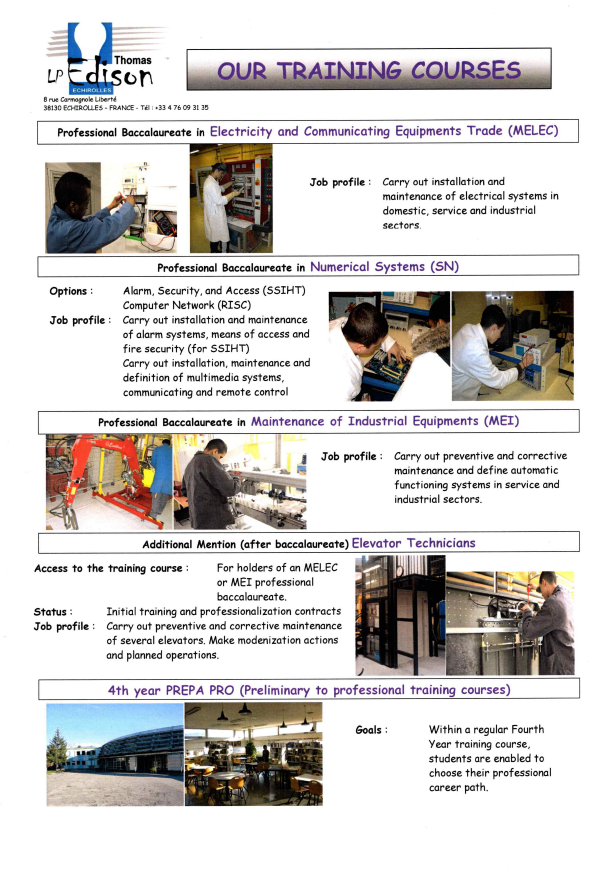 Thomas
LP Edison
ECHIROLLES
8 rue Carmagnole Liberté
38130 ECHIROLLES - FRANCE - Tél : +33 4 76 09 31 35
OUR TRAINING COURSES
Professional Baccalaureate in Electricity and Communicating Equipments Trade (MELEC)
Job profile : Carry out installation and
maintenance of electrical systems in
domestic, service and industrial
sectors.
Professional Baccalaureate in Numerical Systems (SN)
Options : Alarm, Security, and Access (SSIHT)
Computer Network (RISC)
Job profile : Carry out installation and maintenance
of alarm systems, means of access and
fire security (for SSIHT)
Carry out installation, maintenance and
definition of multimedia systems,
communicating and remote control
Professional Baccalaureate in Maintenance of Industrial Equipments (MEI)
Job profile : Carry out preventive and corrective
maintenance and define automatic
functioning systems in service and
industrial sectors.
Additional Mention (after baccalaureate) Elevator Technicians
Access to the training course : For holders of an MELEC
or MEI professional
baccalaureate.
Status : Initial training and professionalization contracts
Job profile : Carry out preventive and corrective maintenance
of several elevators. Make modenization actions
and planned operations.
4th year PREPA PRO (Preliminary to professional training courses)
Goals : Within a regular Fourth
Year training course,
students are enabled to
choose their professional
career path.